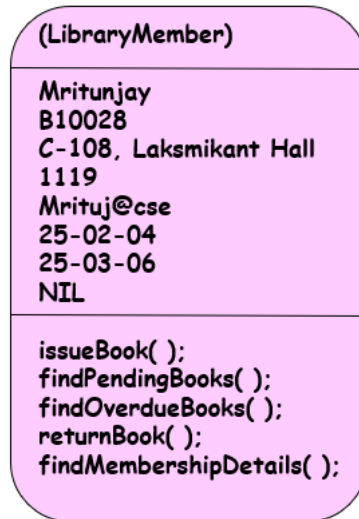 (LibraryMember)
Mritunjay
B10028
C-108, Laksmikant Hall
1119
Mrituj@cse
25-02-04
25-03-06
NIL
issueBook( );
findPendingBooks( );
findOverdueBooks( );
returnBook( );
findMembershipDetails( );